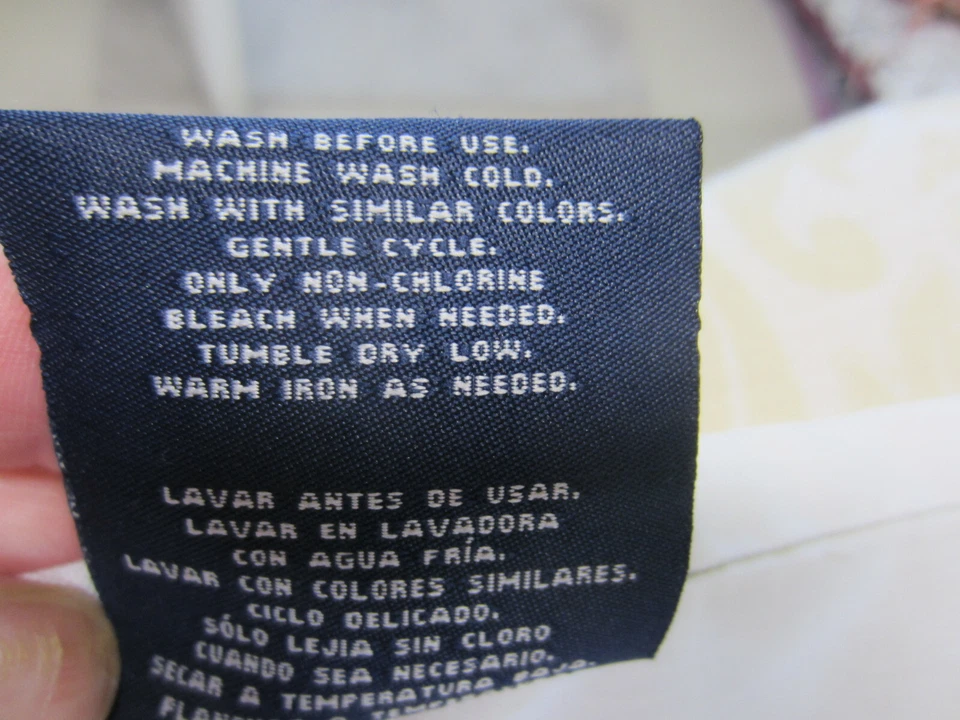 WASH BEFORE USE.
MACHINE WASH COLD.
WASH WITH SIMILAR COLORS.
GENTLE CYCLE.
ONLY NON-CHLORINE
BLEACH WHEN NEEDED.
TUMBLE DRY LOW.
WARM IRON AS NEEDED.
LAVAR ANTES DE USAR.
LAVAR EN LAVADORA
CON AGUA FRÍA.
LAVAR CON COLORES SIMILARES.
CICLO DELICADO.
SÓLO LEJIA SIN CLORO
CUANDO SEA NECESARIO.
SECAR A TEMPERATURA